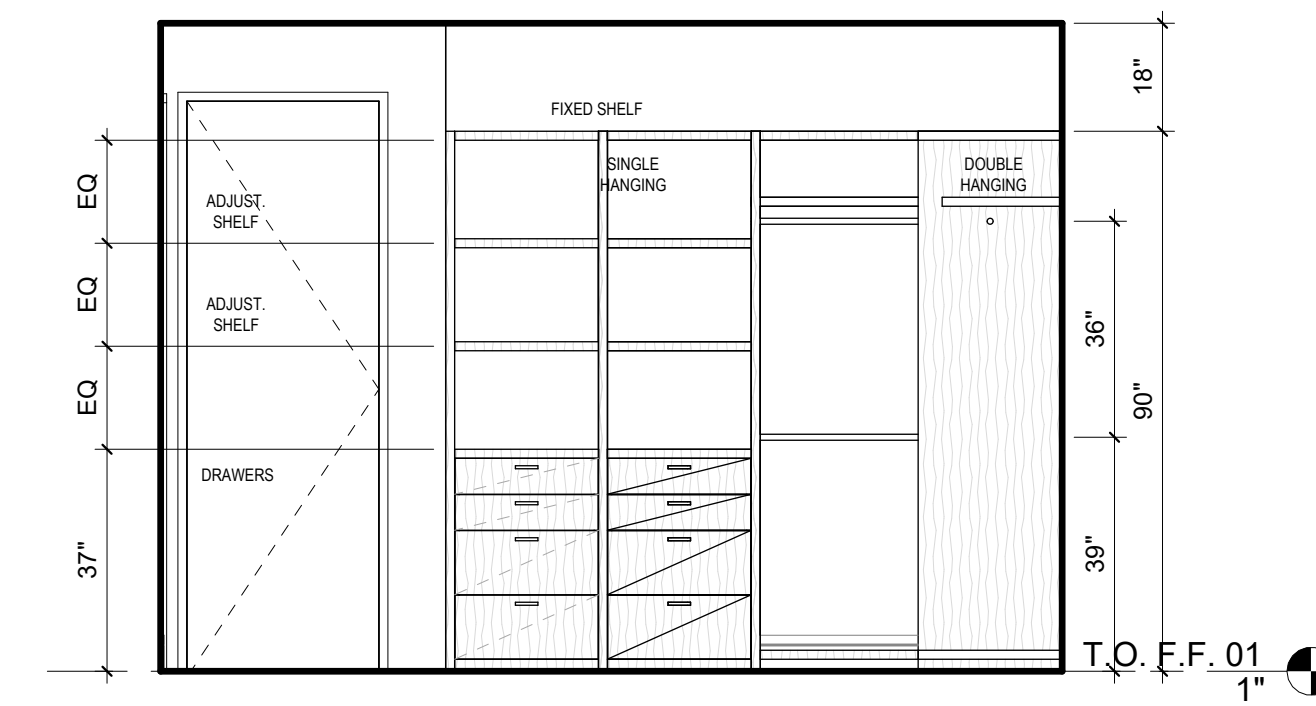 18"
FIXED SHELF
SINGLE
HANGING
DOUBLE
HANGING
EQ
ADJUST.
SHELF
EQ
ADJUST.
SHELF
36"
EQ
90"
DRAWERS
37"
39"
T.O. F.F. 01
1"